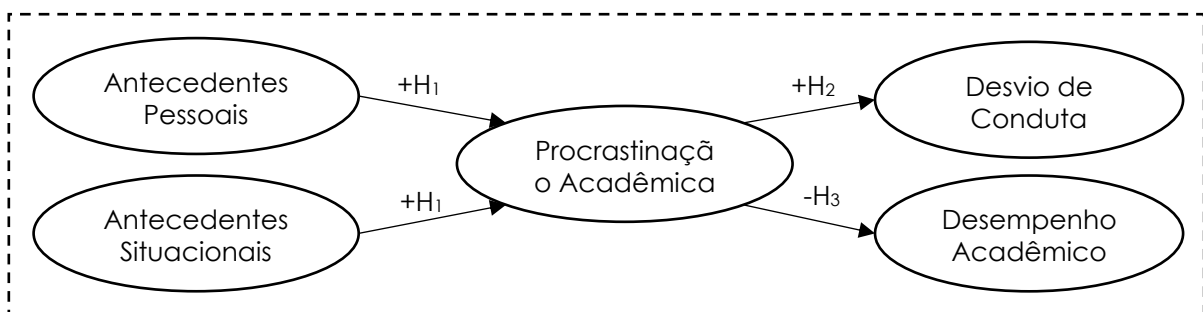 Antecedentes
Pessoais
+H₁
Antecedentes
Situacionais
+H₁
Procrastinaçã
o Acadêmica
+H₂
Desvio de
Conduta
-H₃
Desempenho
Acadêmico